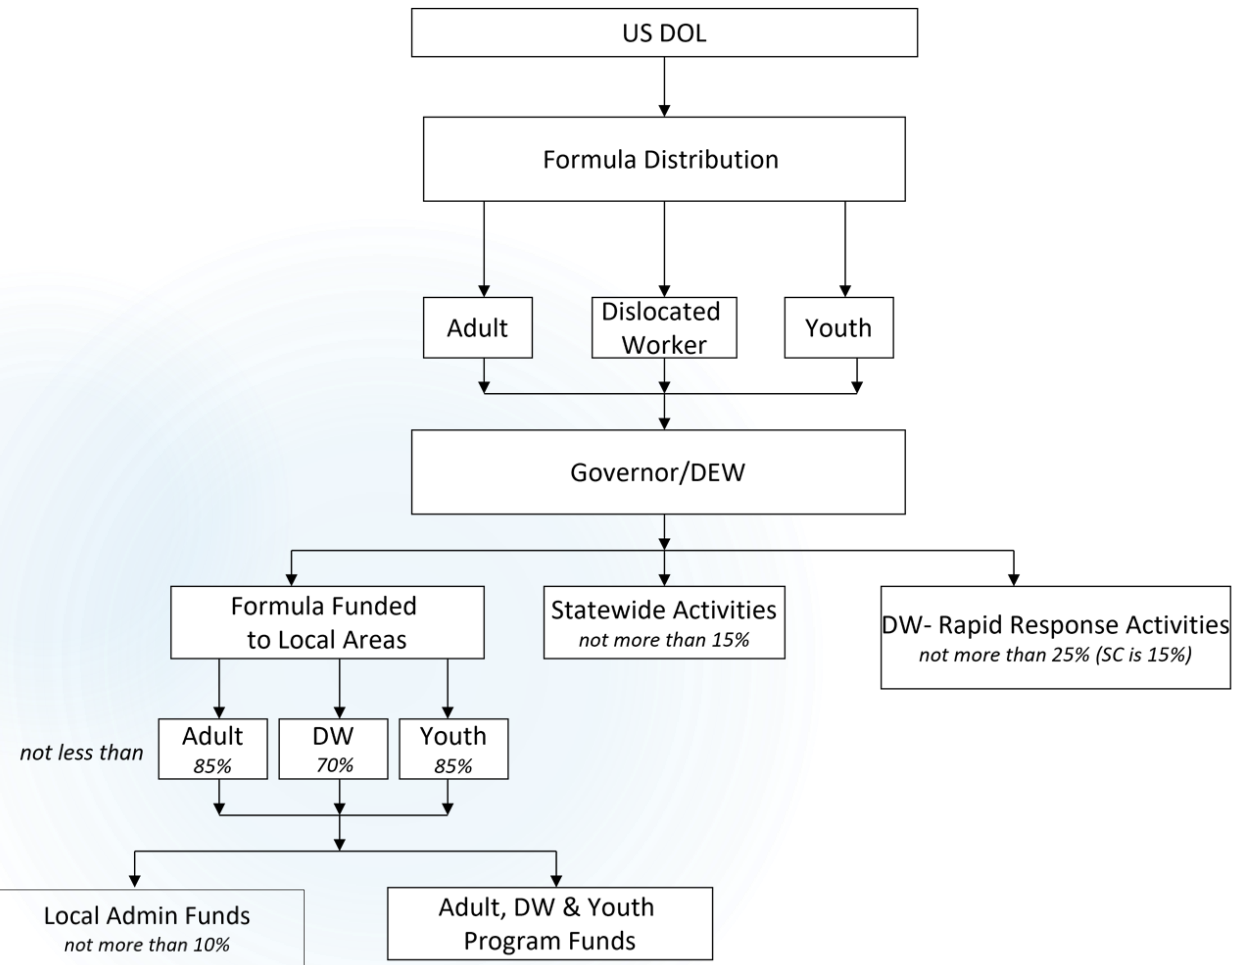 US DOL
Formula Distribution
Adult
Dislocated
Worker
Youth
Governor/DEW
Formula Funded
to Local Areas
Statewide Activities
not more than 15%
DW- Rapid Response Activities
not more than 25% (SC is 15%)
not less than
Adult
85%
DW
70%
Youth
85%
Local Admin Funds
not more than 10%
Adult, DW & Youth
Program Funds